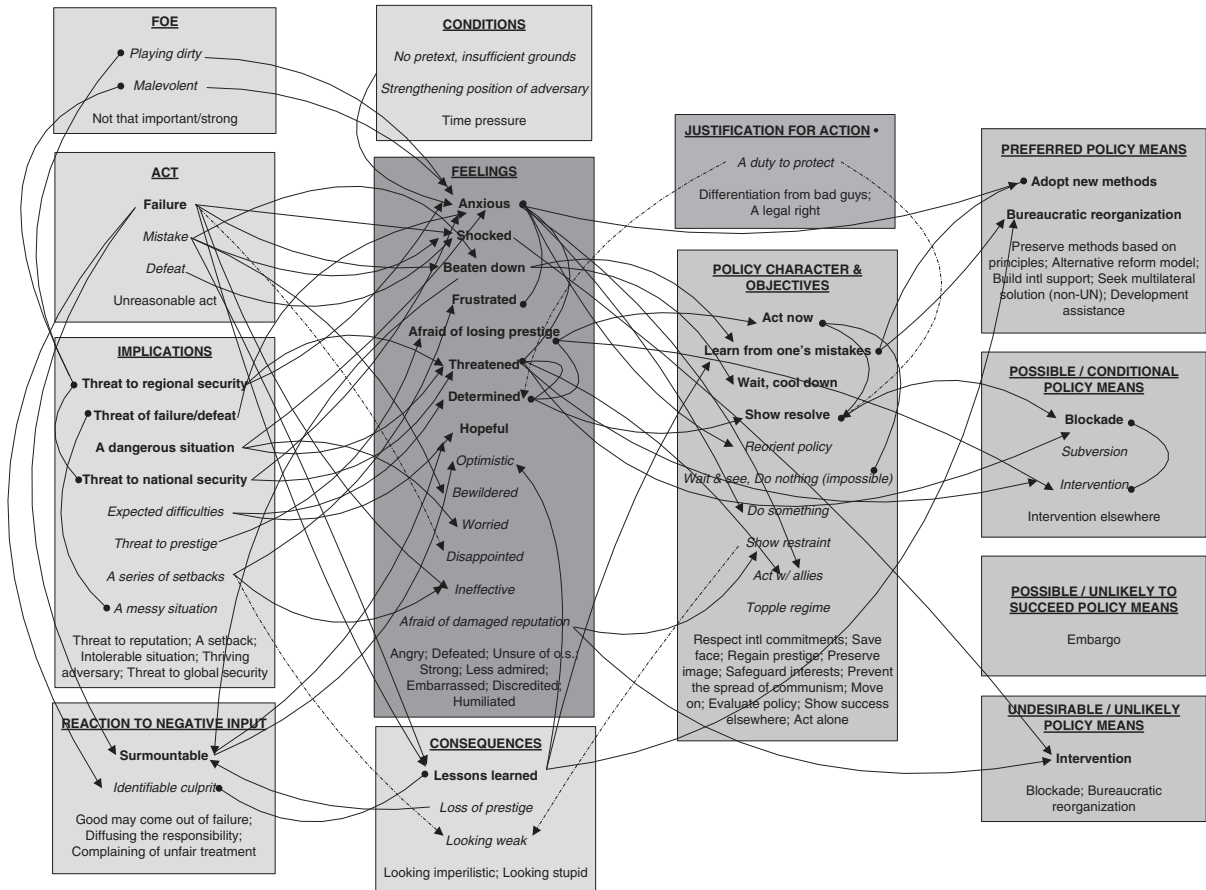 FOE
Playing dirty
Malevolent
Not that important/strong
ACT
Failure
Mistake
Defeat
Unreasonable act
IMPLICATIONS
Threat to regional security
Threat of failure/defeat
A dangerous situation
Threat to national security
Expected difficulties
Threat to prestige
A series of setbacks
A messy situation
Threat to reputation; A setback;
Intolerable situation; Thriving
adversary; Threat to global security
REACTION TO NEGATIVE INPUT
Surmountable
Identifiable culprit
Good may come out of failure;
Diffusing the responsibility;
Complaining of unfair treatment
CONDITIONS
No pretext, insufficient grounds
Strengthening position of adversary
Time pressure
FEELINGS
Anxious
Shocked
Beaten down
Frustrated
Afraid of losing prestige
Threatened
Determined
Hopeful
Optimistic
Bewildered
Worried
Disappointed
Ineffective
Afraid of damaged reputation
Angry; Defeated; Unsure of o.s.;
Strong; Less admired;
Embarrassed; Discredited;
Humiliated
CONSEQUENCES
Lessons learned
Loss of prestige
Looking weak
Looking imperilistic; Looking stupid
JUSTIFICATION FOR ACTION •
A duty to protect
Differentiation from bad guys;
A legal right
POLICY CHARACTER &
OBJECTIVES
Act now
Learn from one's mistakes
Wait, cool down
Show resolve
Reorient policy
Wait & see, Do nothing (impossible)
Do something
Show restraint
Act w/ allies
Topple regime
Respect intl commitments; Save
face; Regain prestige; Preserve
image; Safeguard interests; Prevent
the spread of communism; Move
on; Evaluate policy; Show success
elsewhere; Act alone
PREFERRED POLICY MEANS
Adopt new methods
Bureaucratic reorganization
Preserve methods based on
principles; Alternative reform model;
Build intl support; Seek multilateral
solution (non-UN); Development
assistance
POSSIBLE / CONDITIONAL
POLICY MEANS
Blockade
Subversion
Intervention
Intervention elsewhere
POSSIBLE / UNLIKELY TO
SUCCEED POLICY MEANS
Embargo
UNDESIRABLE / UNLIKELY
POLICY MEANS
Intervention
Blockade; Bureaucratic
reorganization